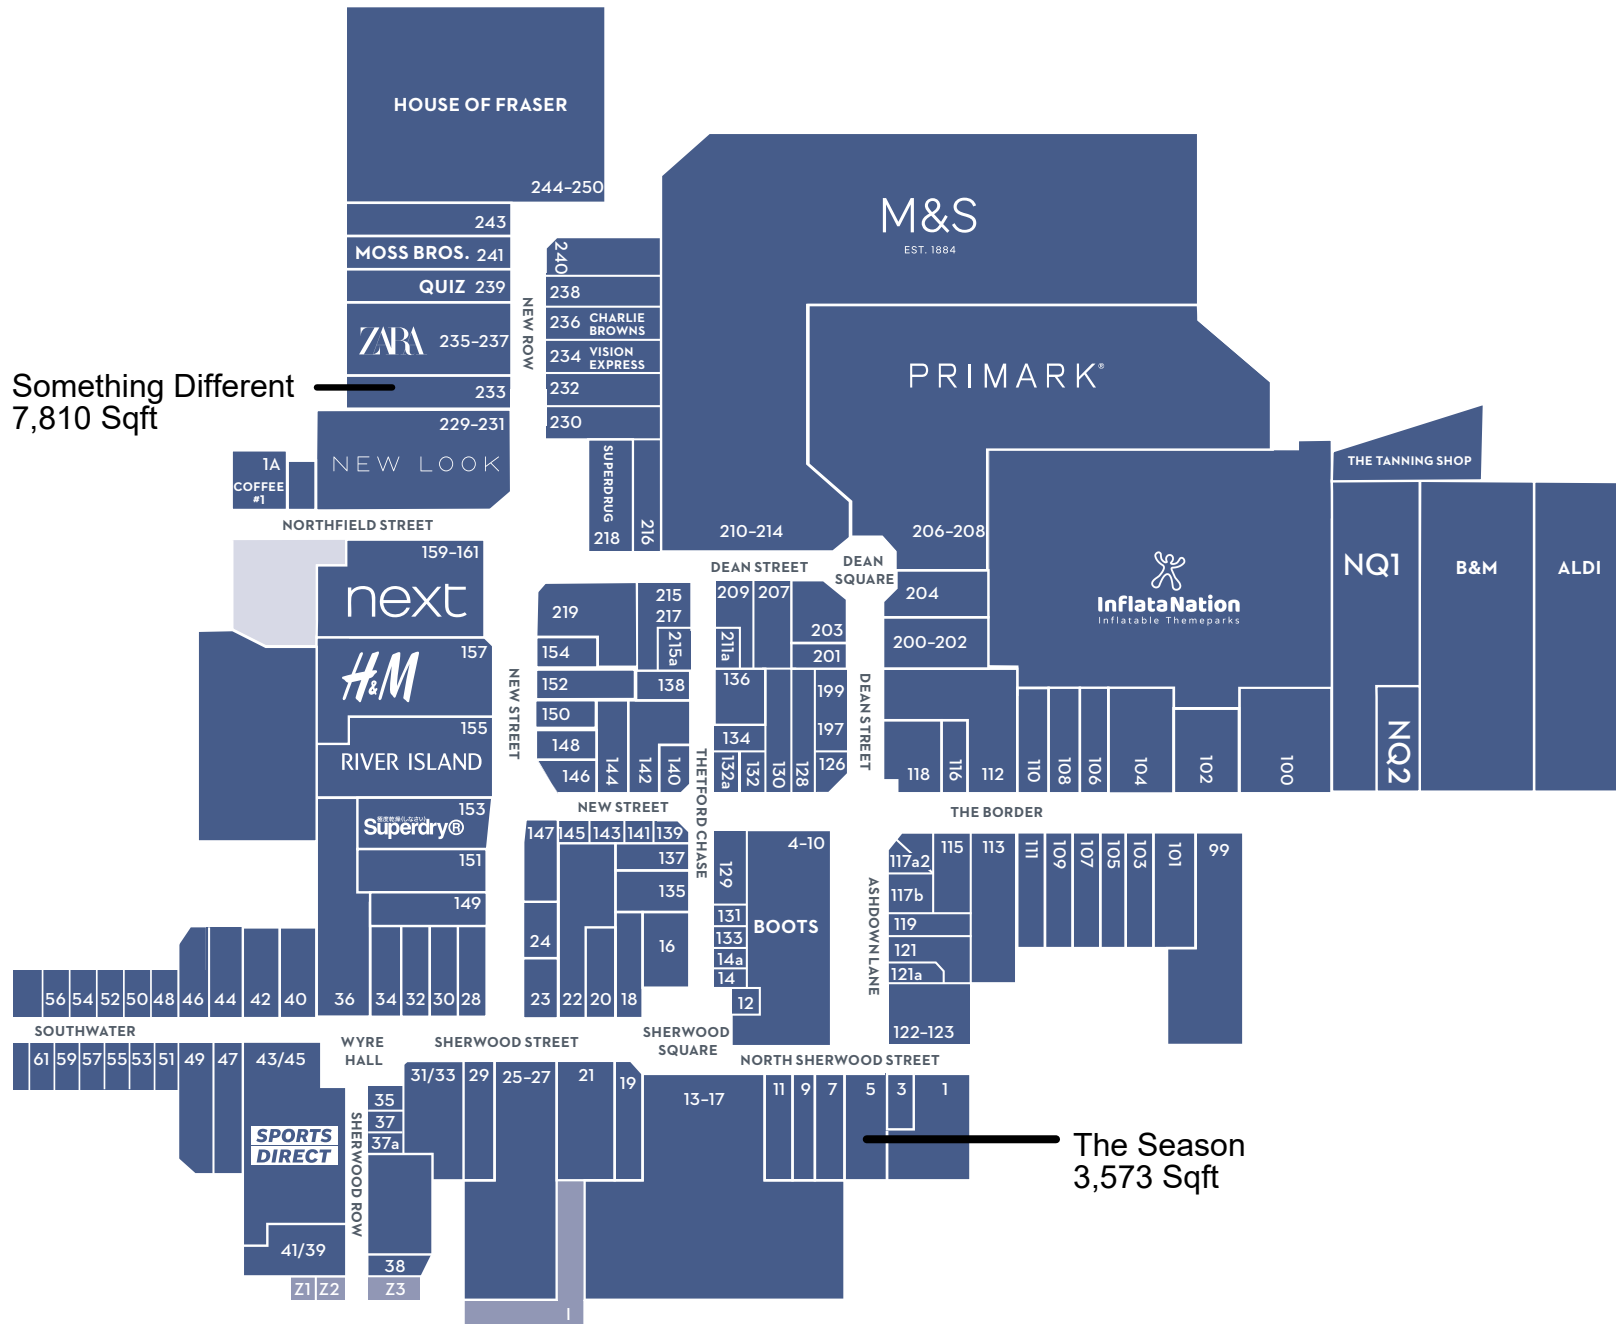 HOUSE OF FRASER
244-250
243
MOSS BROS. 241
QUIZ 239
ZARA 235-237
233
Something Different
7,810 Sqft
229-231
NEW LOOK
1A
COFFEE
#1
NORTHFIELD STREET
NEW ROW
240
238
236 CHARLIE
BROWNS
234 VISION
EXPRESS
232
230
SUPERDRUG
218
216
M&S
EST. 1884
210-214
PRIMARK®
206-208
DEAN STREET
DEAN
SQUARE
204
200-202
InflataNation
Inflatable Themeparks
THE TANNING SHOP
NQ1
NQ2
B&M
ALDI
159-161
next
157
H&M
155
RIVER ISLAND
153
Superdry®
151
149
NEW STREET
219
215
217
215a
154
152
138
150
148
146
144
142
140
NEW STREET
THETFORD CHASE
209
207
203
211a
201
136
199
134
197
132a
132
130
128
126
DEAN STREET
118
116
112
110
108
106
104
102
100
THE BORDER
147
145
143
141
139
137
135
24
16
23
22
20
18
129
131
133
14a
14
12
4-10
BOOTS
ASHDOWN LANE
117a2
115
113
111
109
107
105
103
101
99
117b
119
121
121a
122-123
56
54
52
50
48
46
44
42
40
36
34
32
30
28
SOUTHWATER
61
59
57
55
53
51
49
47
43/45
WYRE
HALL
SHERWOOD STREET
SHERWOOD
SQUARE
NORTH SHERWOOD STREET
SPORTS
DIRECT
41/39
Z1
Z2
SHERWOOD ROW
35
37
37a
38
Z3
31/33
29
25-27
21
19
13-17
11
9
7
5
3
1
I
The Season
3,573 Sqft